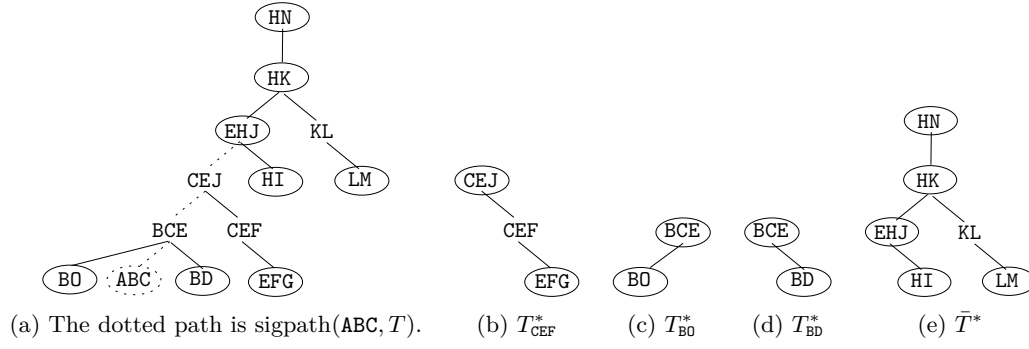 HN
HK
EHJ KL
HN
CEJ HI LM
CEJ
HK
BCE CEF
CEF
BCE BCE
EHJ KL
BO ABC BD EFG
EFG
BO BD
HI LM
(a) The dotted path is sigpath(ABC, T). (b) T*CEF (c) T*BO (d) T*BD (e) T̄*